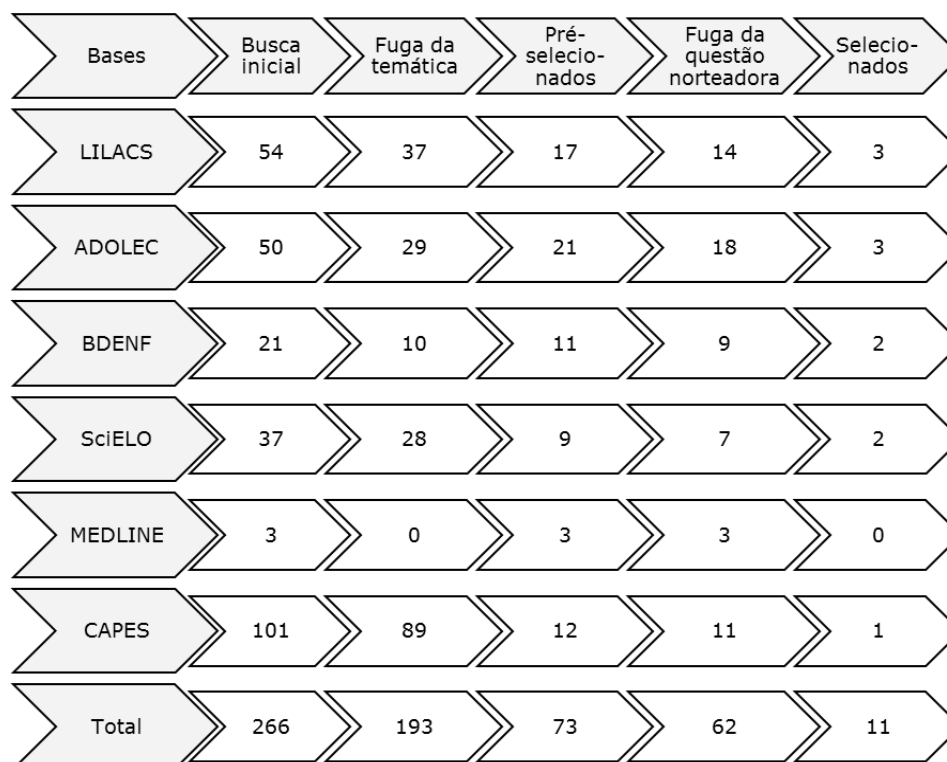 Bases Busca inicial Fuga da temática Pré-selecio-nados Fuga da questão norteadora Selecio-nados
LILACS 54 37 17 14 3
ADOLEC 50 29 21 18 3
BDENF 21 10 11 9 2
SciELO 37 28 9 7 2
MEDLINE 3 0 3 3 0
CAPES 101 89 12 11 1
Total 266 193 73 62 11